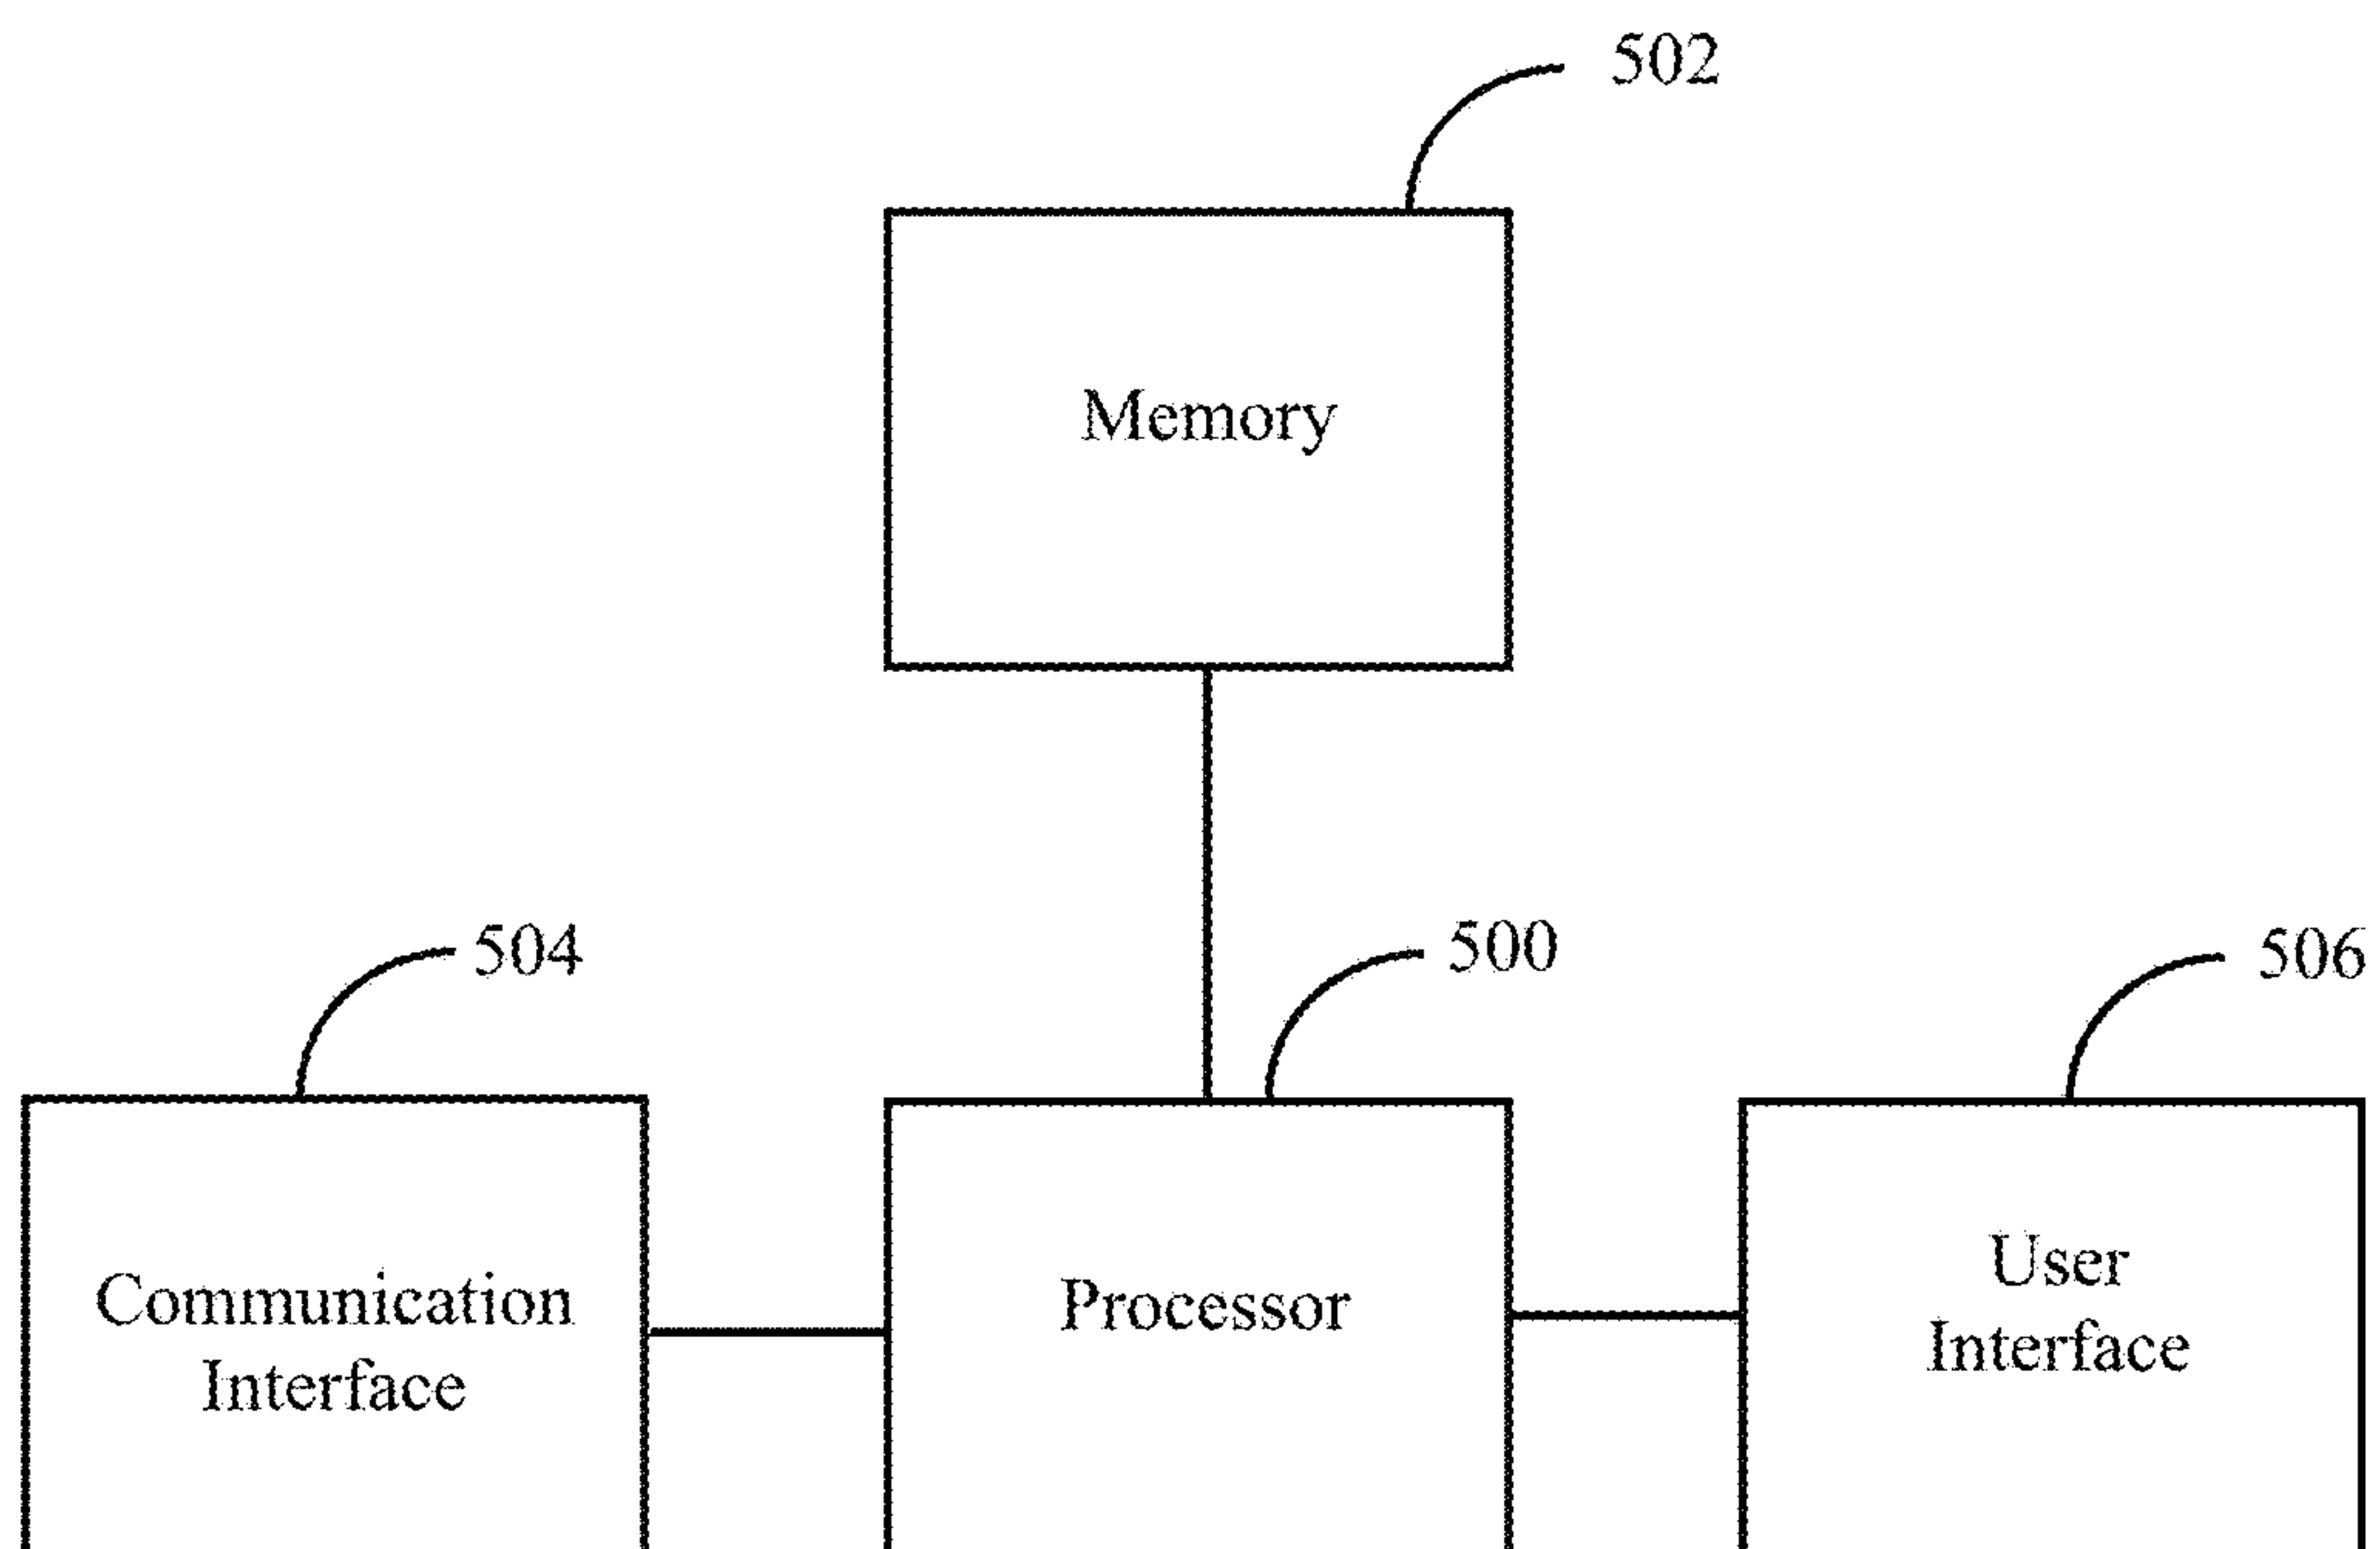 502
Memory
504
500
506
Communication
Interface
Processor
User
Interface